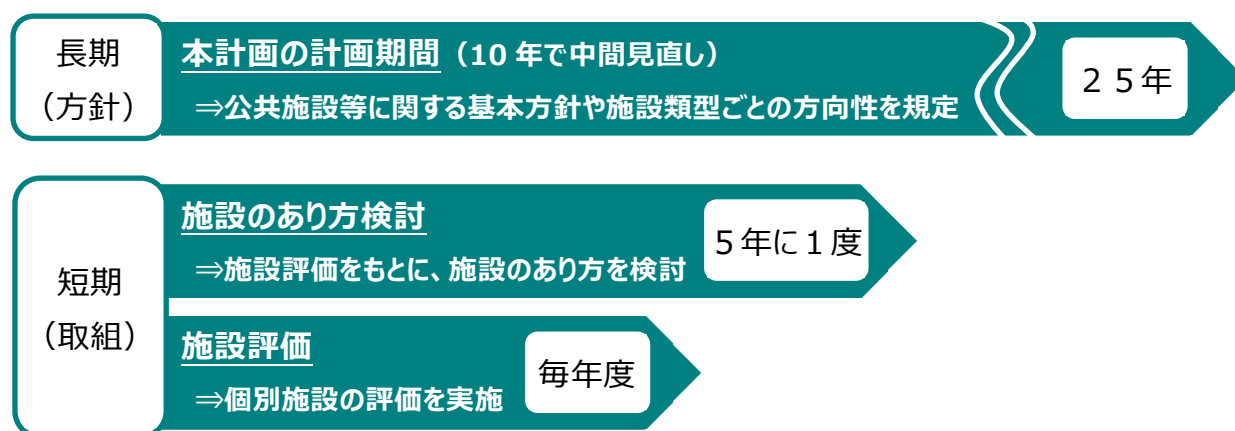 長期
（方針）
本計画の計画期間（10 年で中間見直し）
⇒公共施設等に関する基本方針や施設類型ごとの方向性を規定
２５年
短期
（取組）
施設のあり方検討
⇒施設評価をもとに、施設のあり方を検討
５年に１度
施設評価
⇒個別施設の評価を実施
毎年度